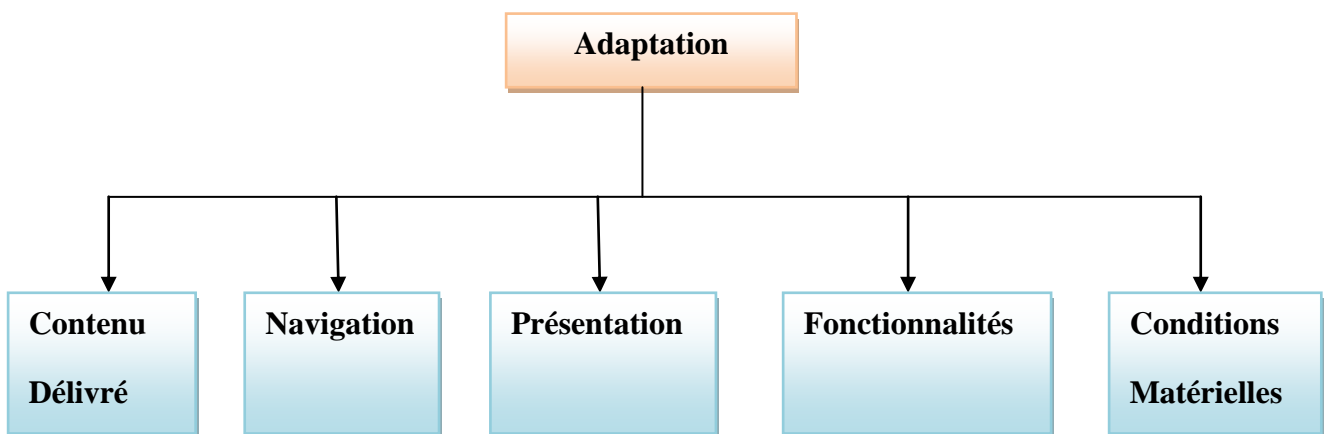 Adaptation
Contenu
Délivré
Navigation
Présentation
Fonctionnalités
Conditions
Matérielles